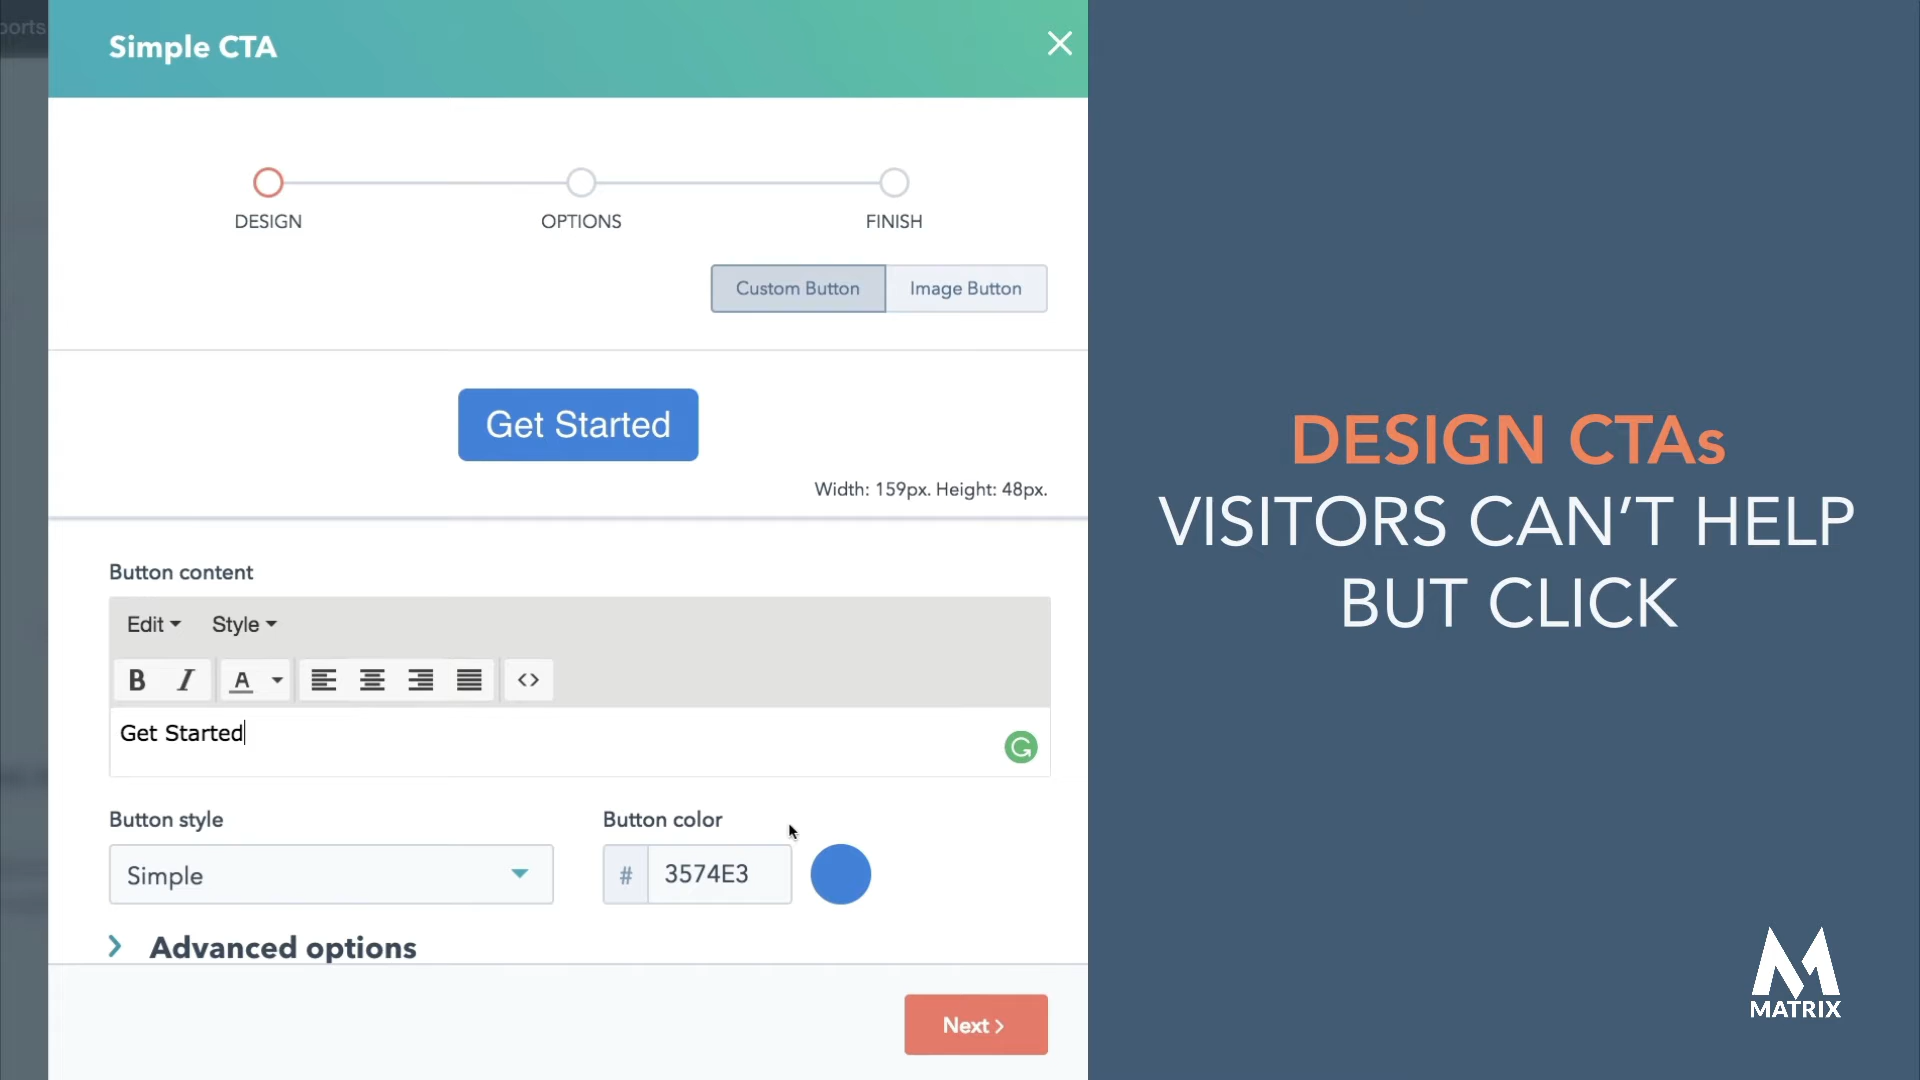 Simple CTA
DESIGN
OPTIONS
FINISH
Custom Button
Image Button
Get Started
Width: 159px. Height: 48px.
Button content
Edit
Style
B I A <>
Get Started
Button style
Button color
Simple
# 3574E3
Advanced options
Next >
DESIGN CTAs
VISITORS CAN'T HELP
BUT CLICK
MATRIX